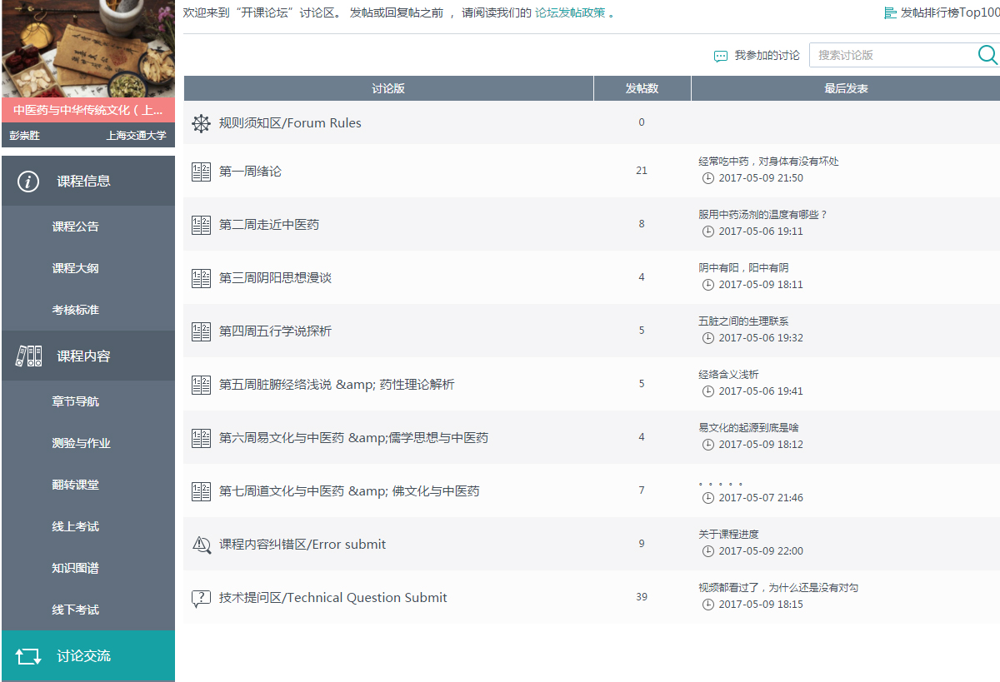 欢迎来到“开课论坛”讨论区。 发帖或回复帖之前 ，请阅读我们的 论坛发帖政策 。
发帖排行榜Top100
我参加的讨论
搜索讨论版
中医药与中华传统文化（上...
彭崇胜 上海交通大学
课程信息
课程公告
课程大纲
考核标准
课程内容
章节导航
测验与作业
翻转课堂
线上考试
知识图谱
线下考试
讨论交流
讨论版 发帖数 最后发表
规则须知区/Forum Rules 0
第一周绪论 21 经常吃中药，对身体有没有坏处
2017-05-09 21:50
第二周走近中医药 8 服用中药汤剂的温度有哪些？
2017-05-06 19:11
第三周阴阳思想漫谈 4 阴中有阳，阳中有阴
2017-05-09 18:11
第四周五行学说探析 5 五脏之间的生理联系
2017-05-06 19:32
第五周脏腑经络浅说 &amp; 药性理论解析 5 经络含义浅析
2017-05-06 19:41
第六周易文化与中医药 &amp;儒学思想与中医药 4 易文化的起源到底是啥
2017-05-09 18:12
第七周道文化与中医药 &amp; 佛文化与中医药 7 。。。。。
2017-05-07 21:46
课程内容纠错区/Error submit 9 关于课程进度
2017-05-09 22:00
技术提问区/Technical Question Submit 39 视频都看过了，为什么还是没有对勾
2017-05-09 18:15